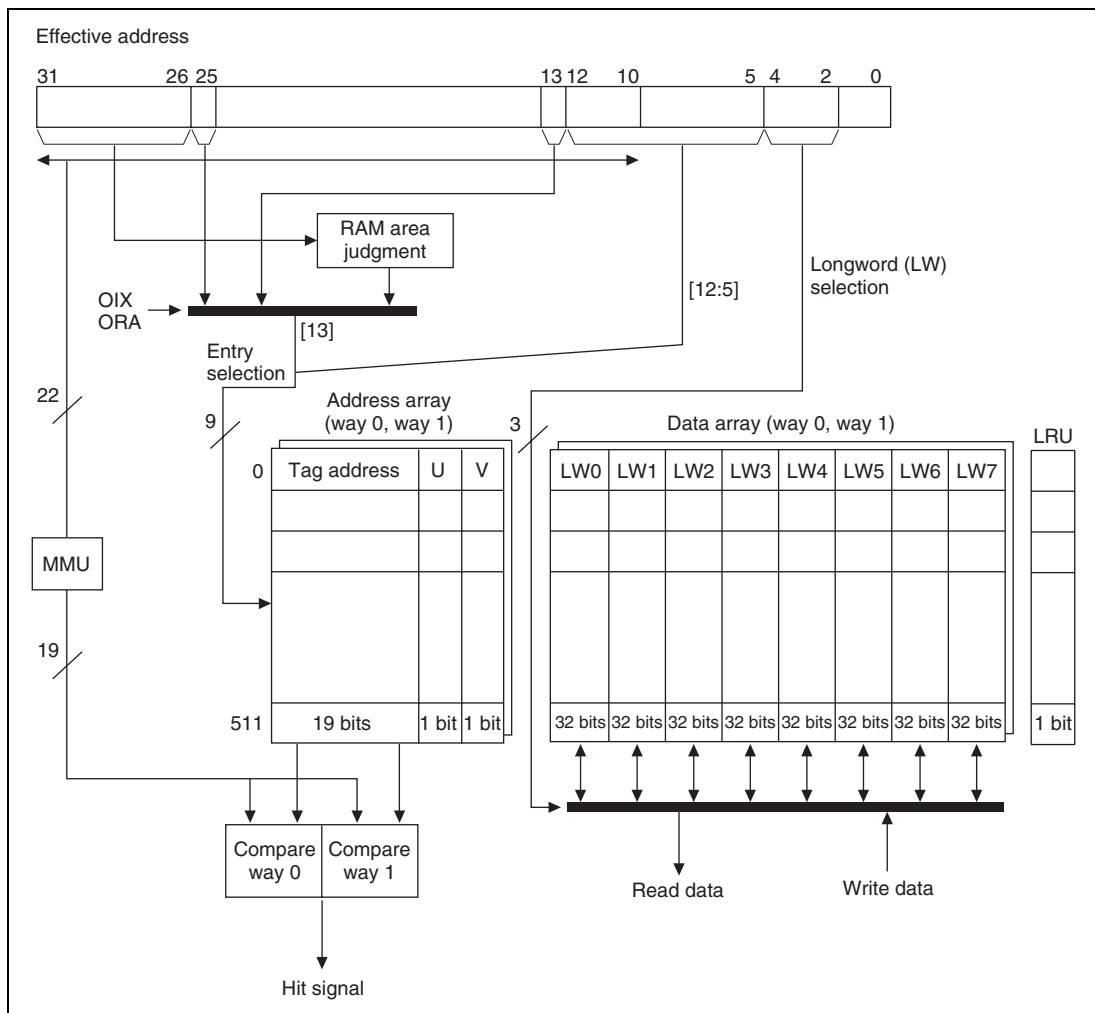 Effective address
31 26 25 13 12 10 5 4 2 0
RAM area
judgment
Longword (LW)
selection
OIX
ORA
[12:5]
[13]
Entry
selection
22
9
Address array
(way 0, way 1)
3
Data array (way 0, way 1)
LRU
0 Tag address U V LW0 LW1 LW2 LW3 LW4 LW5 LW6 LW7
MMU
19
511 19 bits 1 bit 1 bit 32 bits 32 bits 32 bits 32 bits 32 bits 32 bits 32 bits 32 bits 1 bit
Compare
way 0
Compare
way 1
Read data
Write data
Hit signal